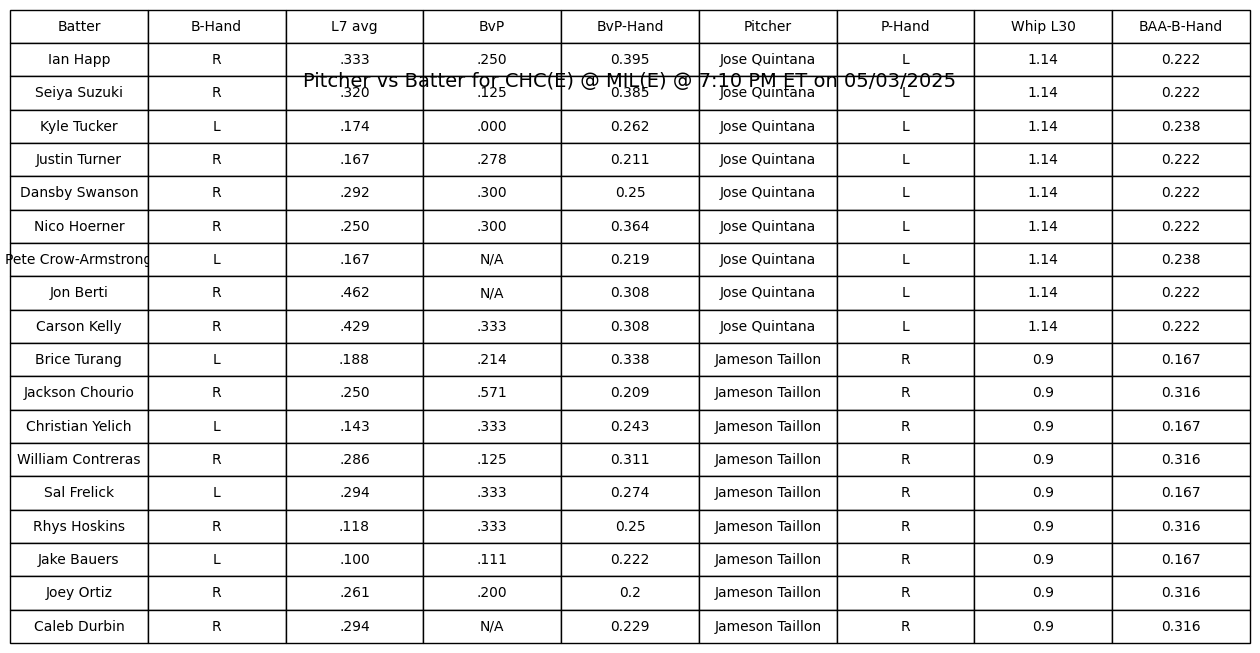 Batter B-Hand L7 avg BvP BvP-Hand Pitcher P-Hand Whip L30 BAA-B-Hand
Ian Happ R .333 .250 0.395 Jose Quintana L 1.14 0.222
Pitcher vs Batter for CHC(E) @ MIL(E) @ 7:10 PM ET on 05/03/2025
Seiya Suzuki R .320 .125 0.385 Jose Quintana L 1.14 0.222
Kyle Tucker L .174 .000 0.262 Jose Quintana L 1.14 0.238
Justin Turner R .167 .278 0.211 Jose Quintana L 1.14 0.222
Dansby Swanson R .292 .300 0.25 Jose Quintana L 1.14 0.222
Nico Hoerner R .250 .300 0.364 Jose Quintana L 1.14 0.222
Pete Crow-Armstrong L .167 N/A 0.219 Jose Quintana L 1.14 0.238
Jon Berti R .462 N/A 0.308 Jose Quintana L 1.14 0.222
Carson Kelly R .429 .333 0.308 Jose Quintana L 1.14 0.222
Brice Turang L .188 .214 0.338 Jameson Taillon R 0.9 0.167
Jackson Chourio R .250 .571 0.209 Jameson Taillon R 0.9 0.316
Christian Yelich L .143 .333 0.243 Jameson Taillon R 0.9 0.167
William Contreras R .286 .125 0.311 Jameson Taillon R 0.9 0.316
Sal Frelick L .294 .333 0.274 Jameson Taillon R 0.9 0.167
Rhys Hoskins R .118 .333 0.25 Jameson Taillon R 0.9 0.316
Jake Bauers L .100 .111 0.222 Jameson Taillon R 0.9 0.167
Joey Ortiz R .261 .200 0.2 Jameson Taillon R 0.9 0.316
Caleb Durbin R .294 N/A 0.229 Jameson Taillon R 0.9 0.316